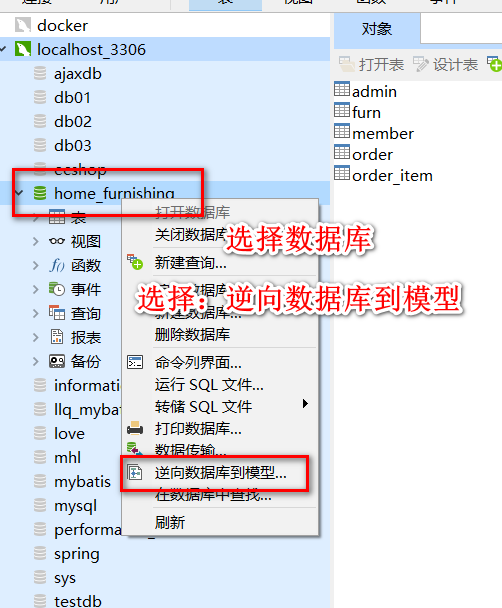 表
对象
docker
localhost_3306
打开表
设计表
ajaxdb
admin
db01
furn
db02
member
db03
order
order_item
home_furnishing
打开数据库
表
关闭数据库
选择数据库
视图
函数
新建查询...
事件
选择：逆向数据库到模型
查询
新建数据库...
报表
删除数据库
备份
命令列界面...
informatio
运行 SQL 文件...
llq_mybat
转储 SQL 文件
love
打印数据库...
mhl
数据传输...
mybatis
逆向数据库到模型...
mysql
在数据库中查找...
performa
刷新
spring
sys
testdb